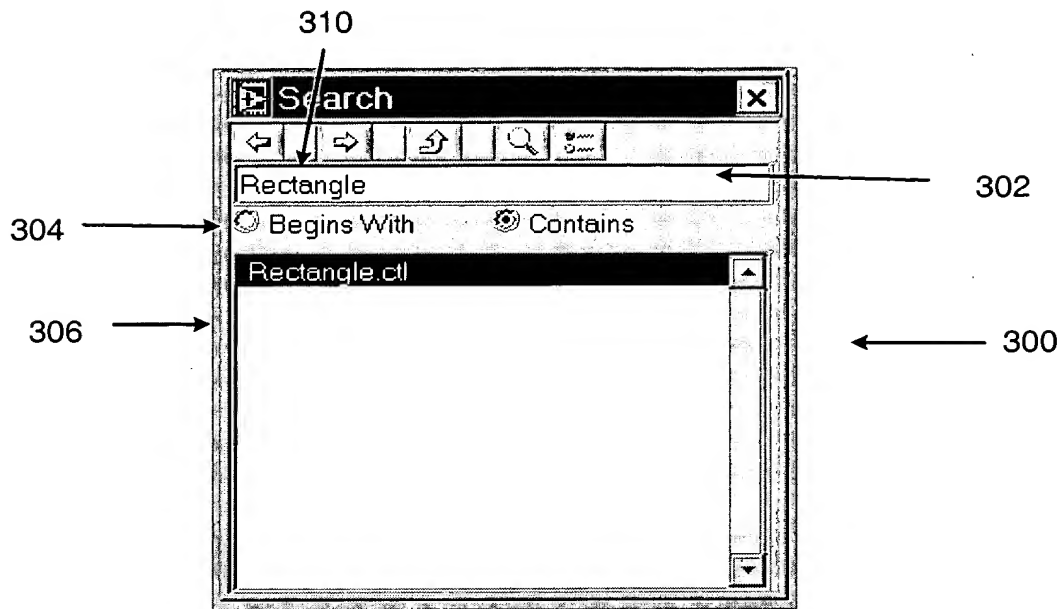 310
Search
Rectangle
302
304
Begins With
Contains
Rectangle.ctl
306
300